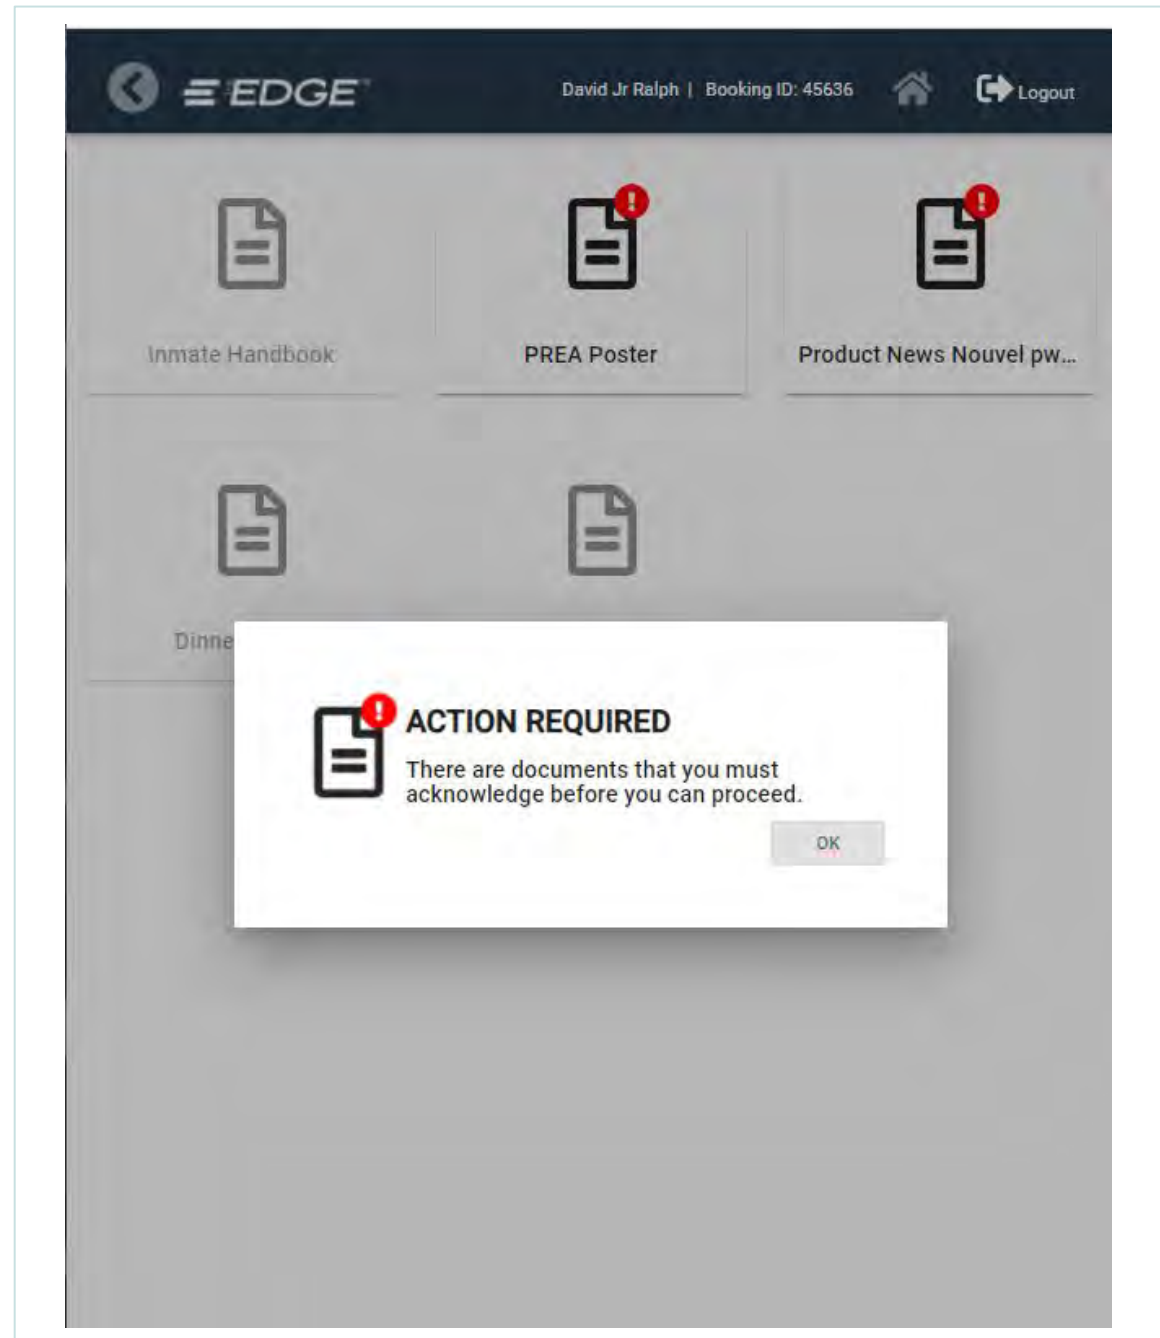 EDGE
David Jr Ralph | Booking ID: 45636
Logout
Inmate Handbook
PREA Poster
Product News Nouvel pw...
Dinne
ACTION REQUIRED
There are documents that you must
acknowledge before you can proceed.
OK